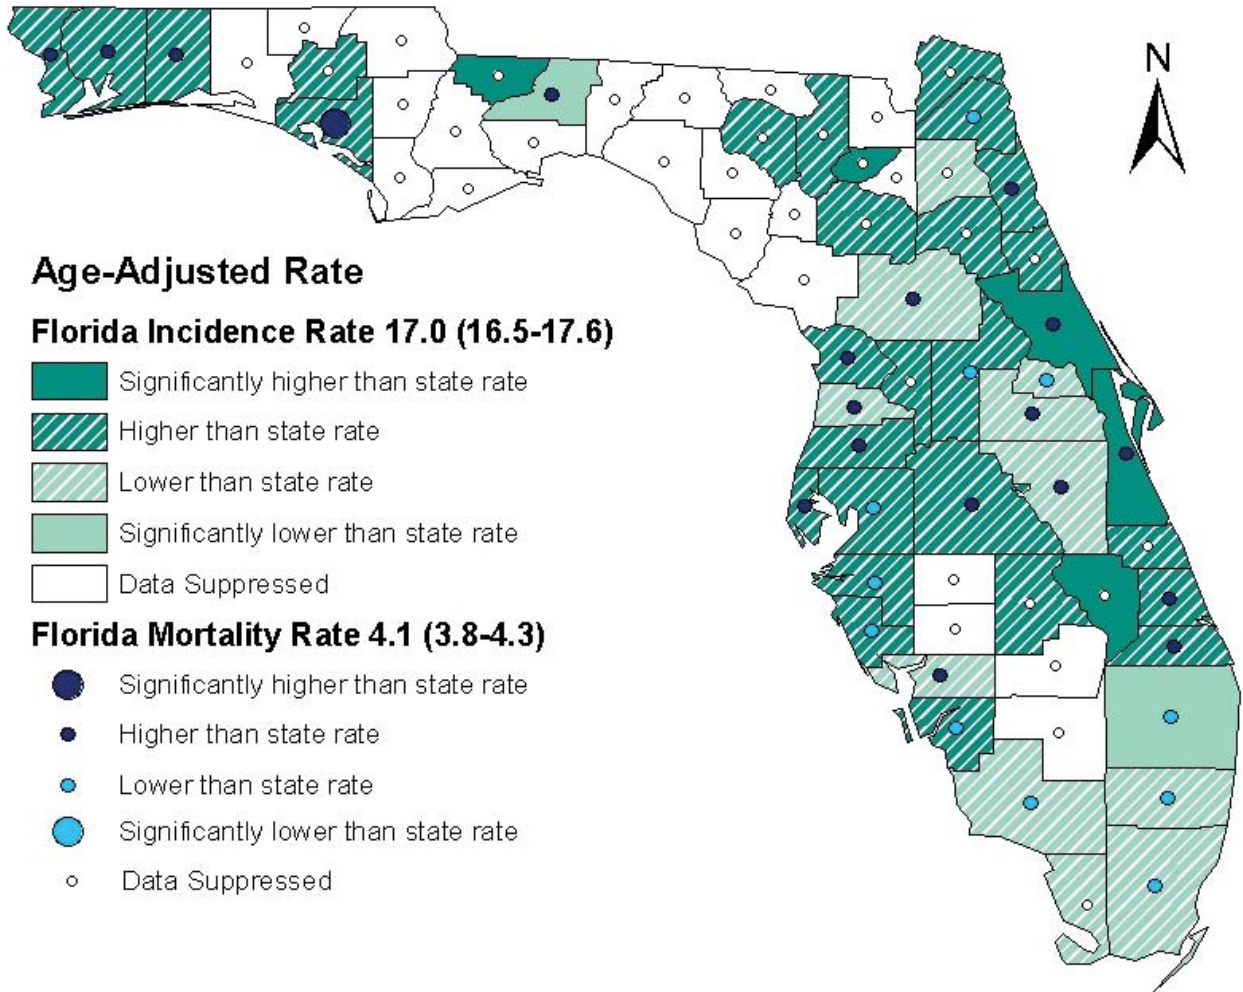 N
Age-Adjusted Rate
Florida Incidence Rate 17.0 (16.5-17.6)
Significantly higher than state rate
Higher than state rate
Lower than state rate
Significantly lower than state rate
Data Suppressed
Florida Mortality Rate 4.1 (3.8-4.3)
Significantly higher than state rate
Higher than state rate
Lower than state rate
Significantly lower than state rate
Data Suppressed